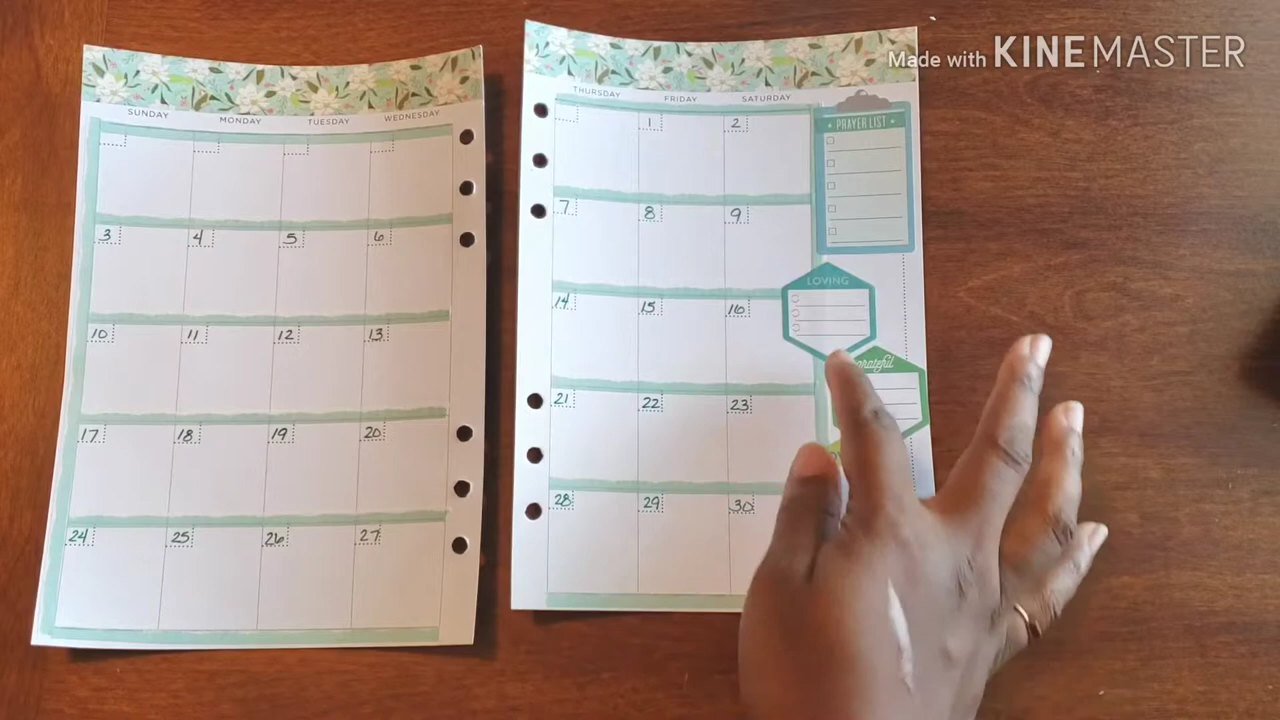 Made with KINEMASTER
SUNDAY MONDAY TUESDAY WEDNESDAY
3 4 5 6
10 11 12 13
17 18 19 20
24 25 26 27
THURSDAY FRIDAY SATURDAY
1 2
7 8 9
14 15 16
21 22 23
28 29 30
PRAYER LIST
LOVING
grateful